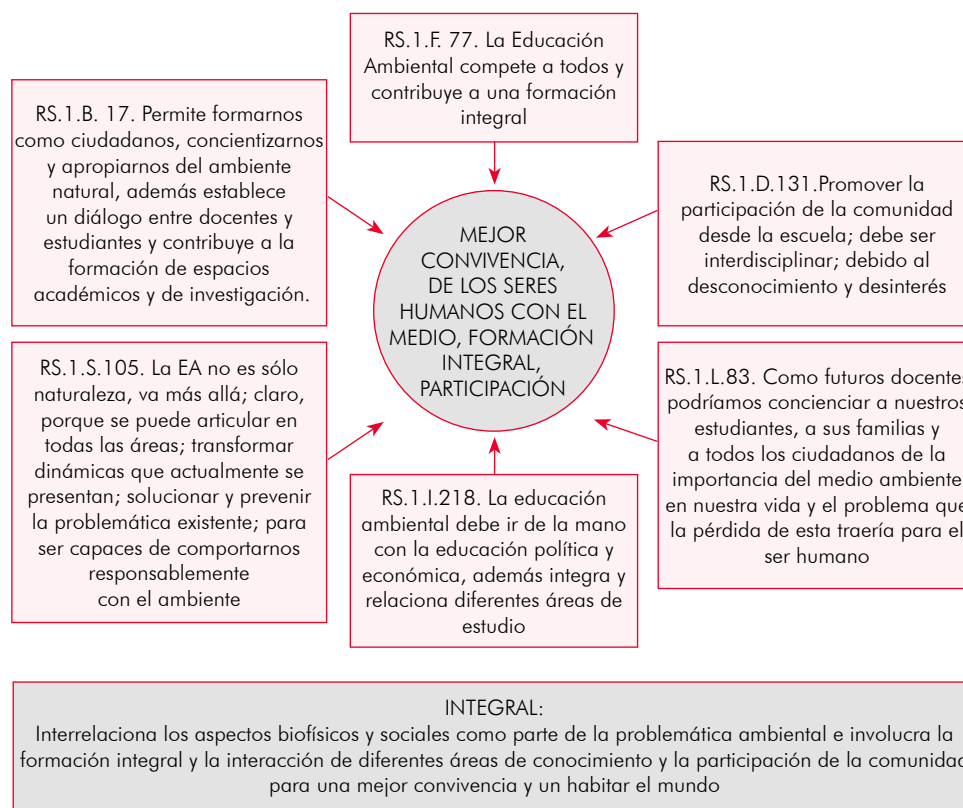 RS.1.F. 77. La Educación
Ambiental compete a todos y
contribuye a una formación
integral
RS.1.B. 17. Permite formarnos
como ciudadanos, concientizarnos
y apropiarnos del ambiente
natural, además establece
un diálogo entre docentes y
estudiantes y contribuye a la
formación de espacios
académicos y de investigación.
RS.1.D.131.Promover la
participación de la comunidad
desde la escuela; debe ser
interdisciplinar; debido al
desconocimiento y desinterés
MEJOR
CONVIVENCIA,
DE LOS SERES
HUMANOS CON EL
MEDIO, FORMACIÓN
INTEGRAL,
PARTICIPACIÓN
RS.1.S.105. La EA no es sólo
naturaleza, va más allá; claro,
porque se puede articular en
todas las áreas; transformar
dinámicas que actualmente se
presentan; solucionar y prevenir
la problemática existente; para
ser capaces de comportarnos
responsablemente
con el ambiente
RS.1.I.218. La educación
ambiental debe ir de la mano
con la educación política y
económica, además integra y
relaciona diferentes áreas de
estudio
RS.1.L.83. Como futuros docentes
podríamos concienciar a nuestros
estudiantes, a sus familias y
a todos los ciudadanos de la
importancia del medio ambiente
en nuestra vida y el problema que
la pérdida de esta traería para el
ser humano
INTEGRAL:
Interrelaciona los aspectos biofísicos y sociales como parte de la problemática ambiental e involucra la
formación integral y la interacción de diferentes áreas de conocimiento y la participación de la comunidad
para una mejor convivencia y un habitar el mundo